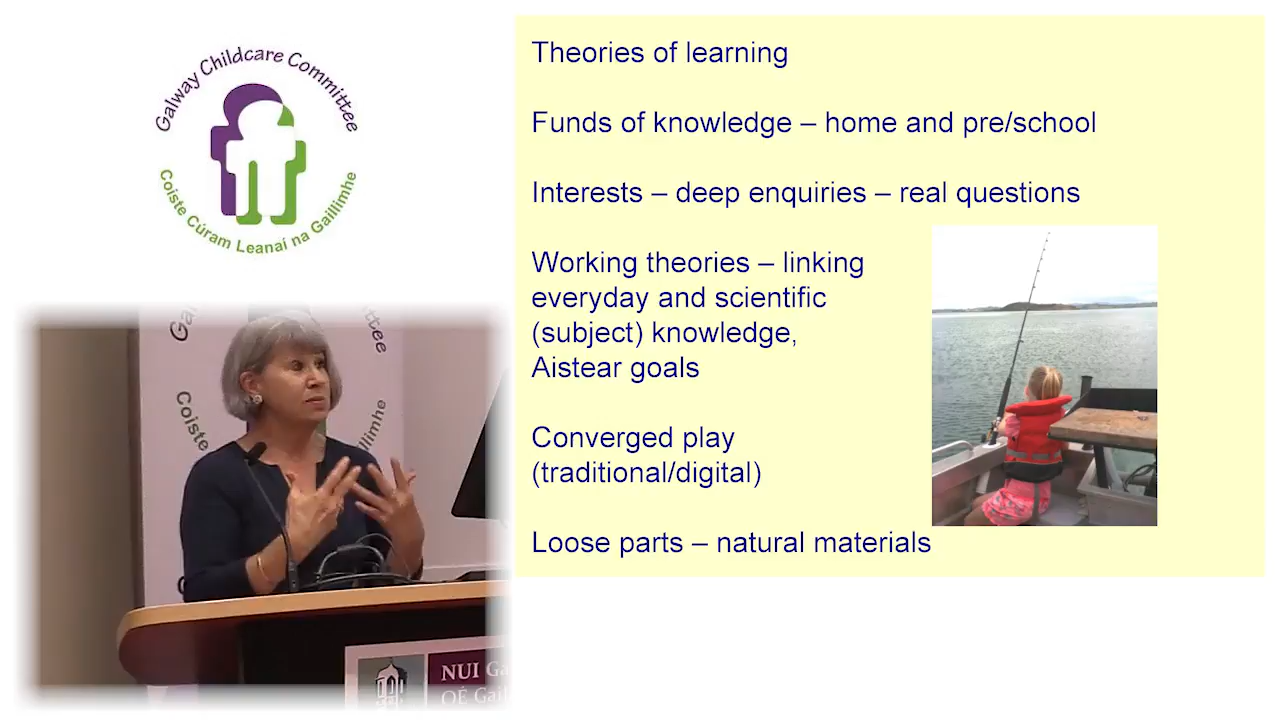 Galway Childcare Committee
Coiste Cúram Leanaí na Gaillimhe
Theories of learning
Funds of knowledge – home and pre/school
Interests – deep enquiries – real questions
Working theories – linking
everyday and scientific
(subject) knowledge,
Aistear goals
Converged play
(traditional/digital)
Loose parts – natural materials
Coiste
NUI
OÉ